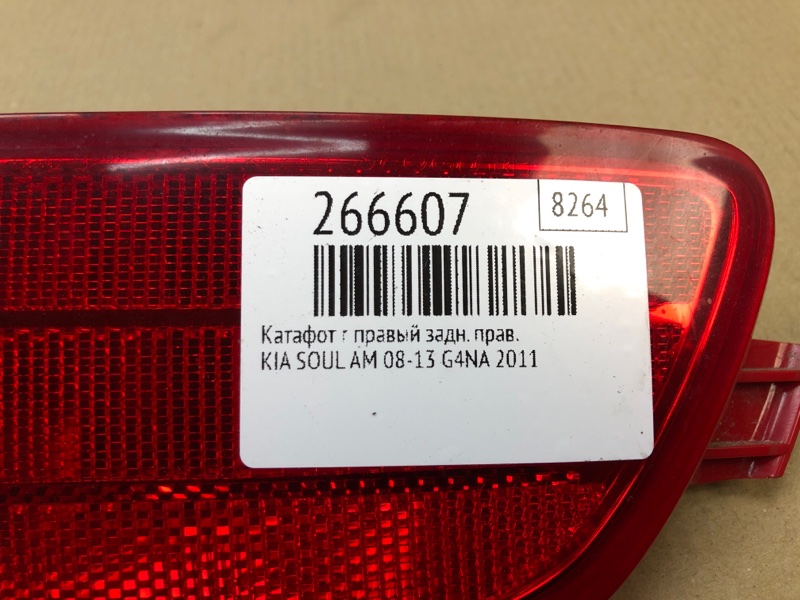 266607
8264
Катафот правый задн. прав.
KIA SOUL AM 08-13 G4NA 2011